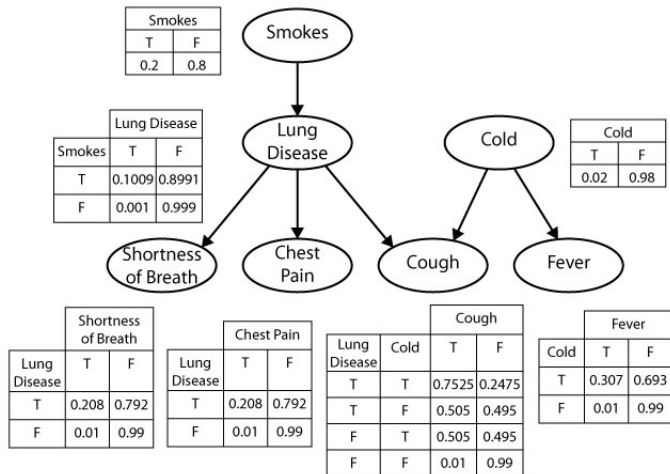 Smokes
T F
0.2 0.8
Smokes
Lung Disease
Smokes T F
T 0.1009 0.8991
F 0.001 0.999
Lung
Disease
Cold
Cold
T F
0.02 0.98
Shortness
of Breath
Chest
Pain
Cough
Fever
Shortness
of Breath
Lung
Disease T F
T 0.208 0.792
F 0.01 0.99
Chest Pain
Lung
Disease T F
T 0.208 0.792
F 0.01 0.99
Cough
Lung
Disease Cold T F
T T 0.7525 0.2475
T F 0.505 0.495
F T 0.505 0.495
F F 0.01 0.99
Fever
Cold T F
T 0.307 0.693
F 0.01 0.99